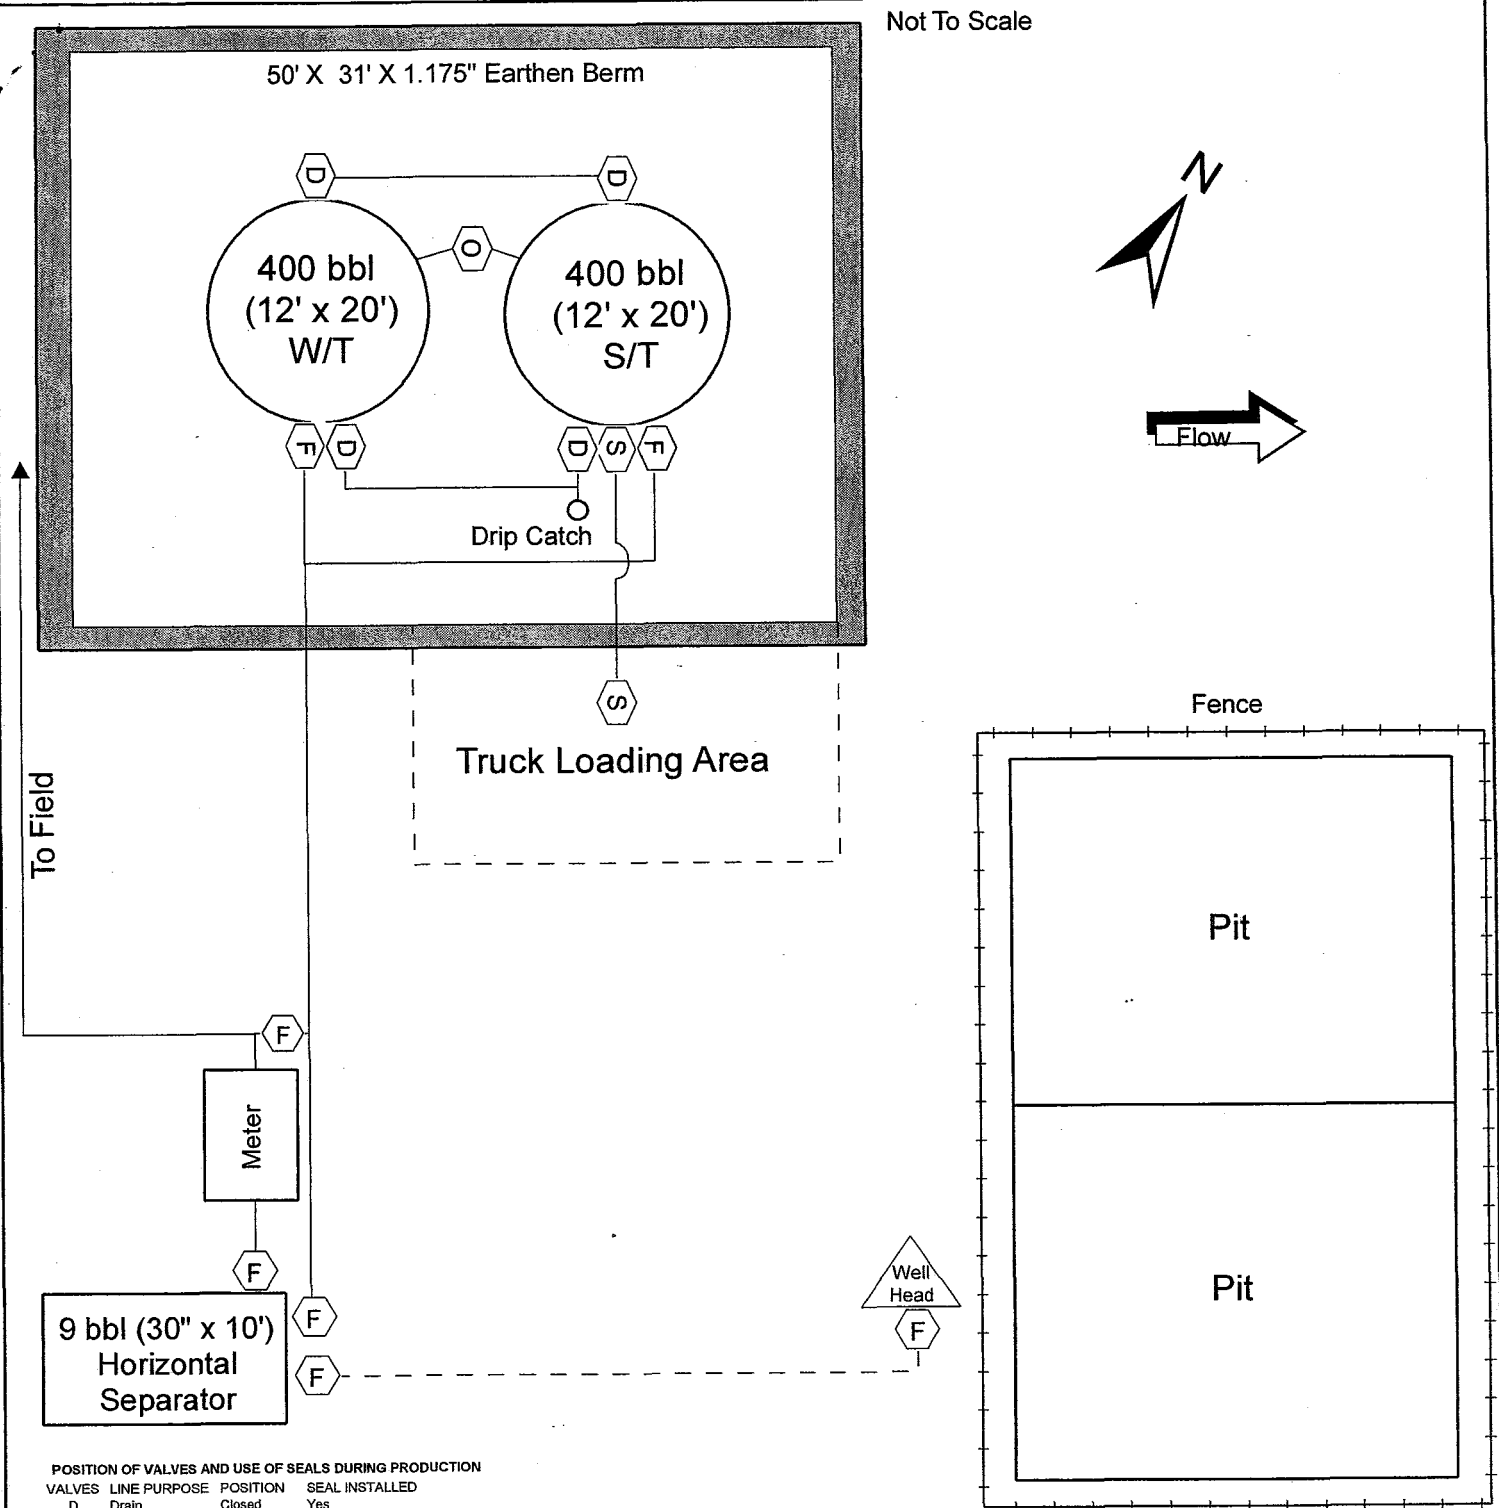 Not To Scale
50' X 31' X 1.175" Earthen Berm
N
D
D
O
400 bbl
(12' x 20')
W/T
400 bbl
(12' x 20')
S/T
Flow
F
D
D
S
F
Drip Catch
S
Truck Loading Area
Fence
To Field
Pit
F
Meter
F
Well
Head
F
9 bbl (30" x 10')
Horizontal
Separator
F
F
Pit
POSITION OF VALVES AND USE OF SEALS DURING PRODUCTION
VALVES LINE PURPOSE POSITION SEAL INSTALLED
D Drain Closed Yes